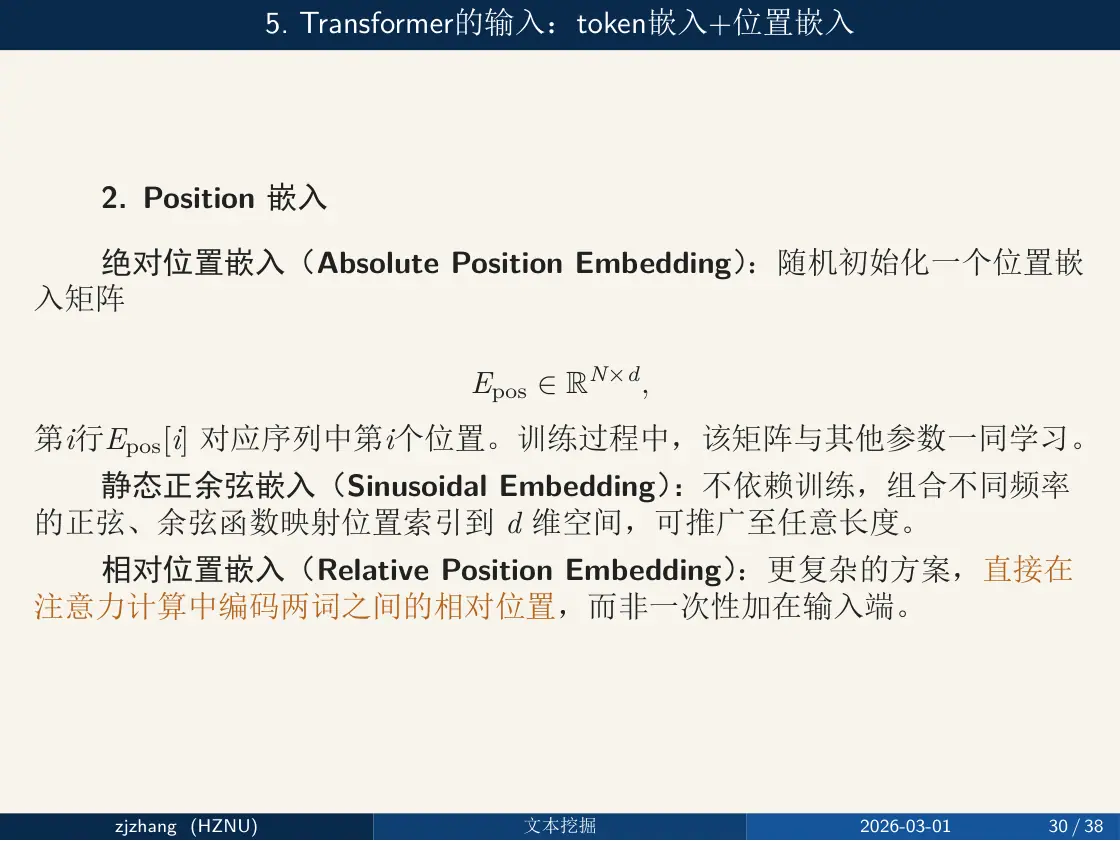 5. Transformer的输入：token嵌入+位置嵌入
2. Position 嵌入
绝对位置嵌入（Absolute Position Embedding）：随机初始化一个位置嵌
入矩阵
E_pos ∈ ℝ^{N×d},
第i行E_pos[i] 对应序列中第i个位置。训练过程中，该矩阵与其他参数一同学习。
静态正余弦嵌入（Sinusoidal Embedding）：不依赖训练，组合不同频率
的正弦、余弦函数映射位置索引到 d 维空间，可推广至任意长度。
相对位置嵌入（Relative Position Embedding）：更复杂的方案，直接在
注意力计算中编码两词之间的相对位置，而非一次性加在输入端。
zjzhang (HZNU) 文本挖掘 2026-03-01 30 / 38